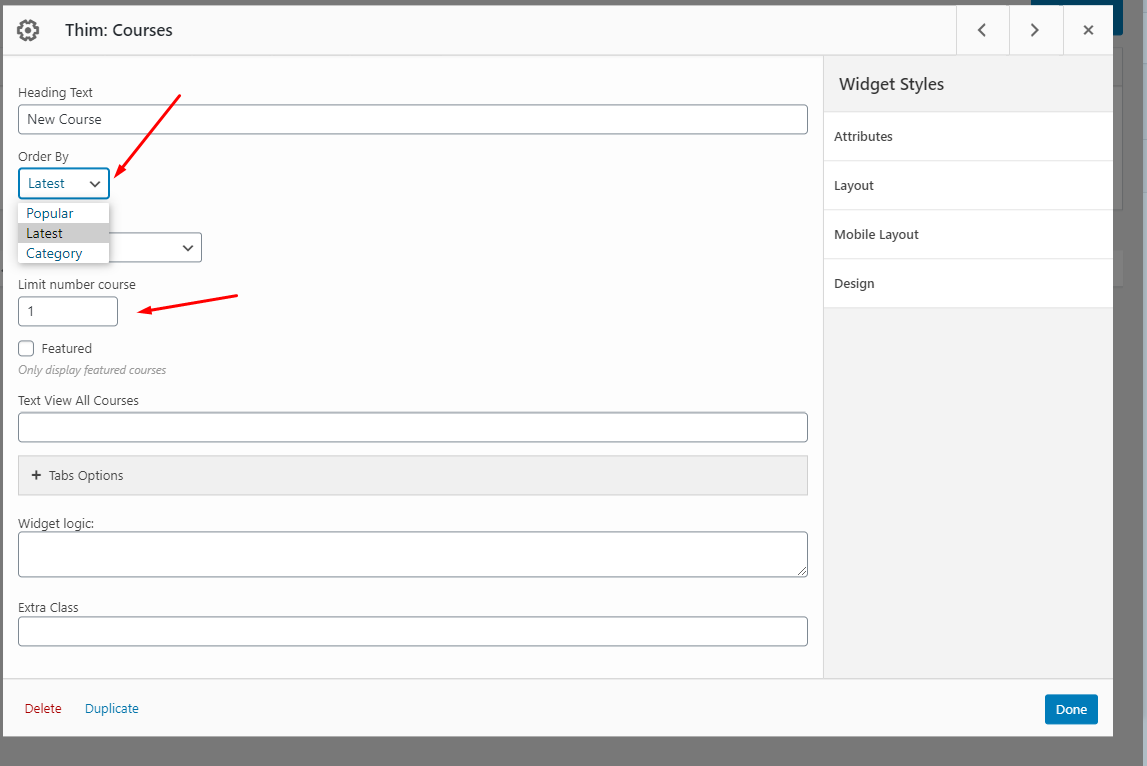 Thim: Courses
Heading Text
New Course
Order By
Latest
Popular
Latest
Category
Limit number course
1
Featured
Only display featured courses
Text View All Courses
+ Tabs Options
Widget logic:
Extra Class
Widget Styles
Attributes
Layout
Mobile Layout
Design
Delete
Duplicate
Done